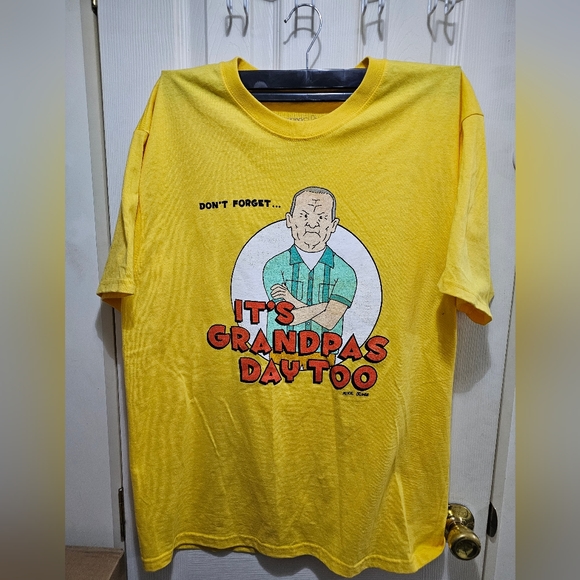 DON'T FORGET...
IT'S
GRANDPAS
DAY TOO